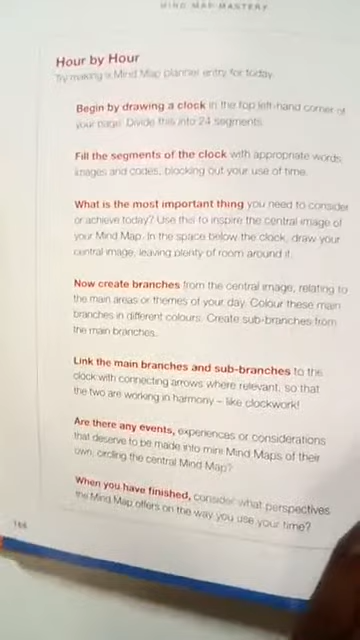 MIND MAP MASTERY
Hour by Hour
Try making a Mind Map planner entry for today.
Begin by drawing a clock in the top left-hand corner of
your page. Divide this into 24 segments.
Fill the segments of the clock with appropriate words,
images and codes, blocking out your use of time.
What is the most important thing you need to consider
or achieve today? Use this to inspire the central image of
your Mind Map. In the space below the clock, draw your
central image, leaving plenty of room around it.
Now create branches from the central image, relating to
the main areas or themes of your day. Colour these main
branches in different colours. Create sub-branches from
the main branches.
Link the main branches and sub-branches to the
clock with connecting arrows where relevant, so that
the two are working in harmony – like clockwork!
Are there any events, experiences or considerations
that deserve to be made into mini Mind Maps of their
own, circling the central Mind Map?
When you have finished, consider what perspectives
the Mind Map offers on the way you use your time?